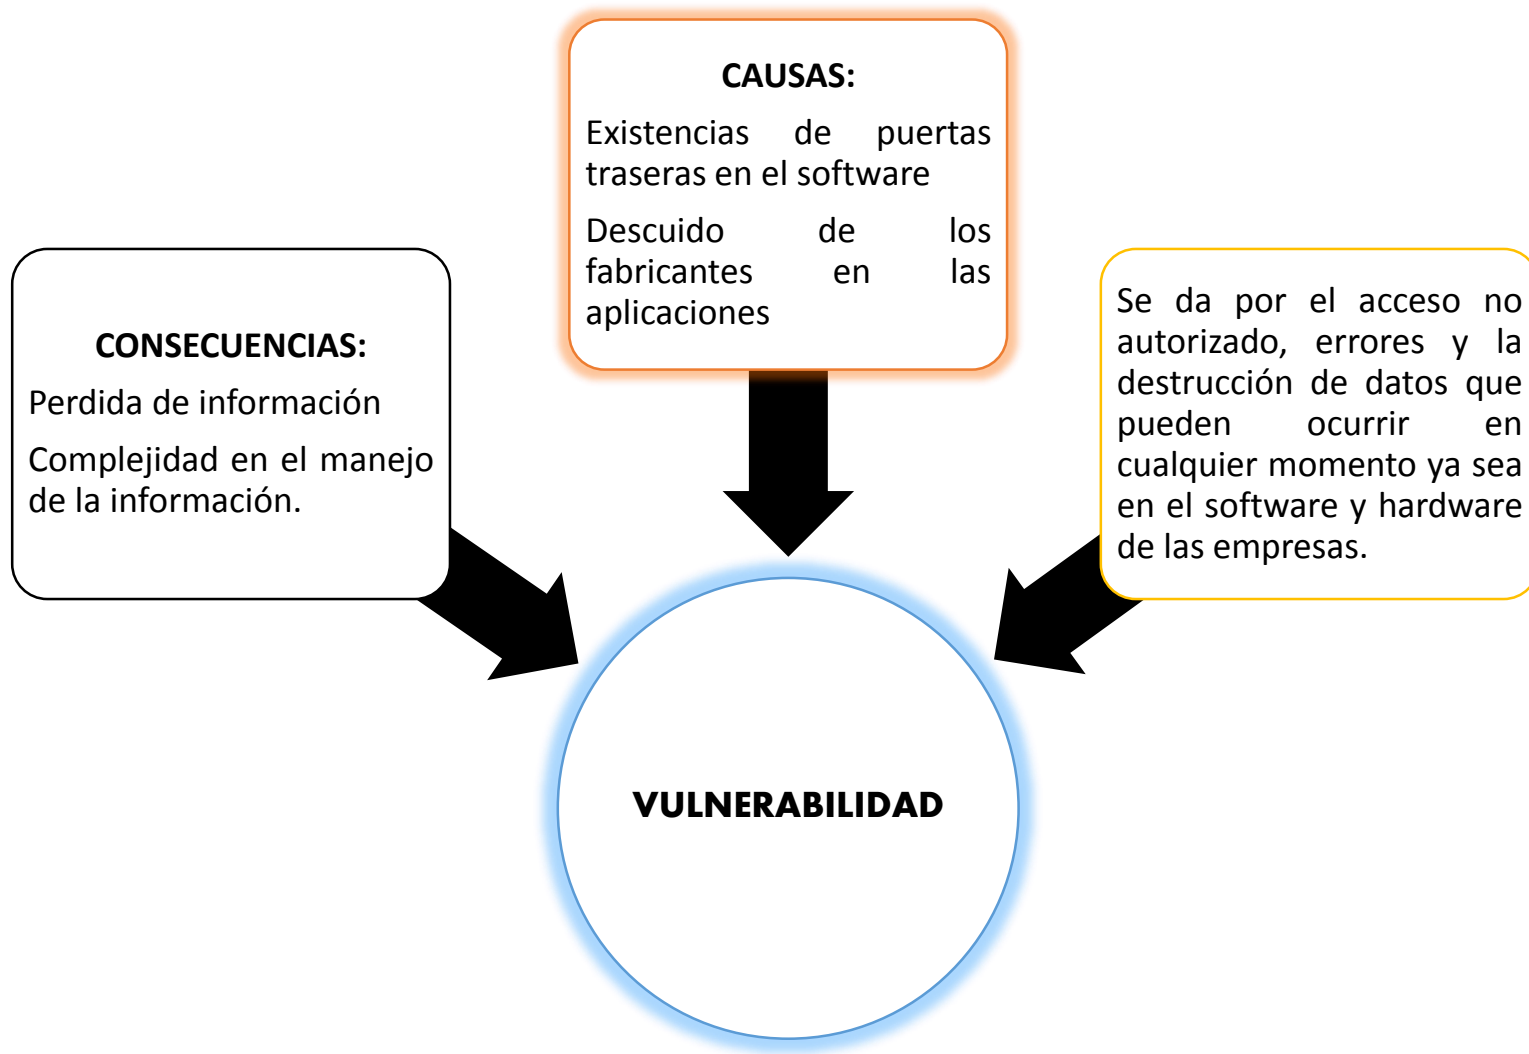 CAUSAS:
Existencias de puertas
traseras en el software
Descuido de los
fabricantes en las
aplicaciones
CONSECUENCIAS:
Perdida de información
Complejidad en el manejo
de la información.
Se da por el acceso no
autorizado, errores y la
destrucción de datos que
pueden ocurrir en
cualquier momento ya sea
en el software y hardware
de las empresas.
VULNERABILIDAD